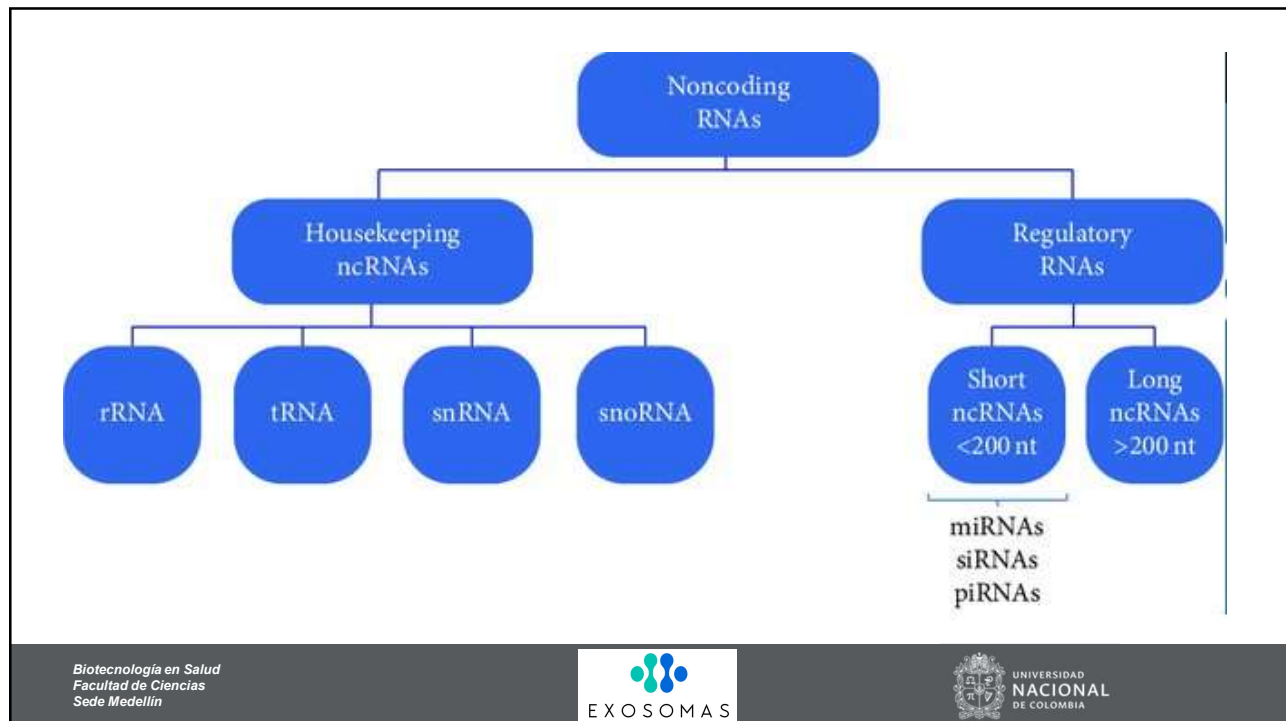 Noncoding
RNAs
Housekeeping
ncRNAs
Regulatory
RNAs
rRNA
tRNA
snRNA
snoRNA
Short
ncRNAs
<200 nt
Long
ncRNAs
>200 nt
miRNAs
siRNAs
piRNAs
Biotecnología en Salud
Facultad de Ciencias
Sede Medellín
EXOSOMAS
UNIVERSIDAD
NACIONAL
DE COLOMBIA